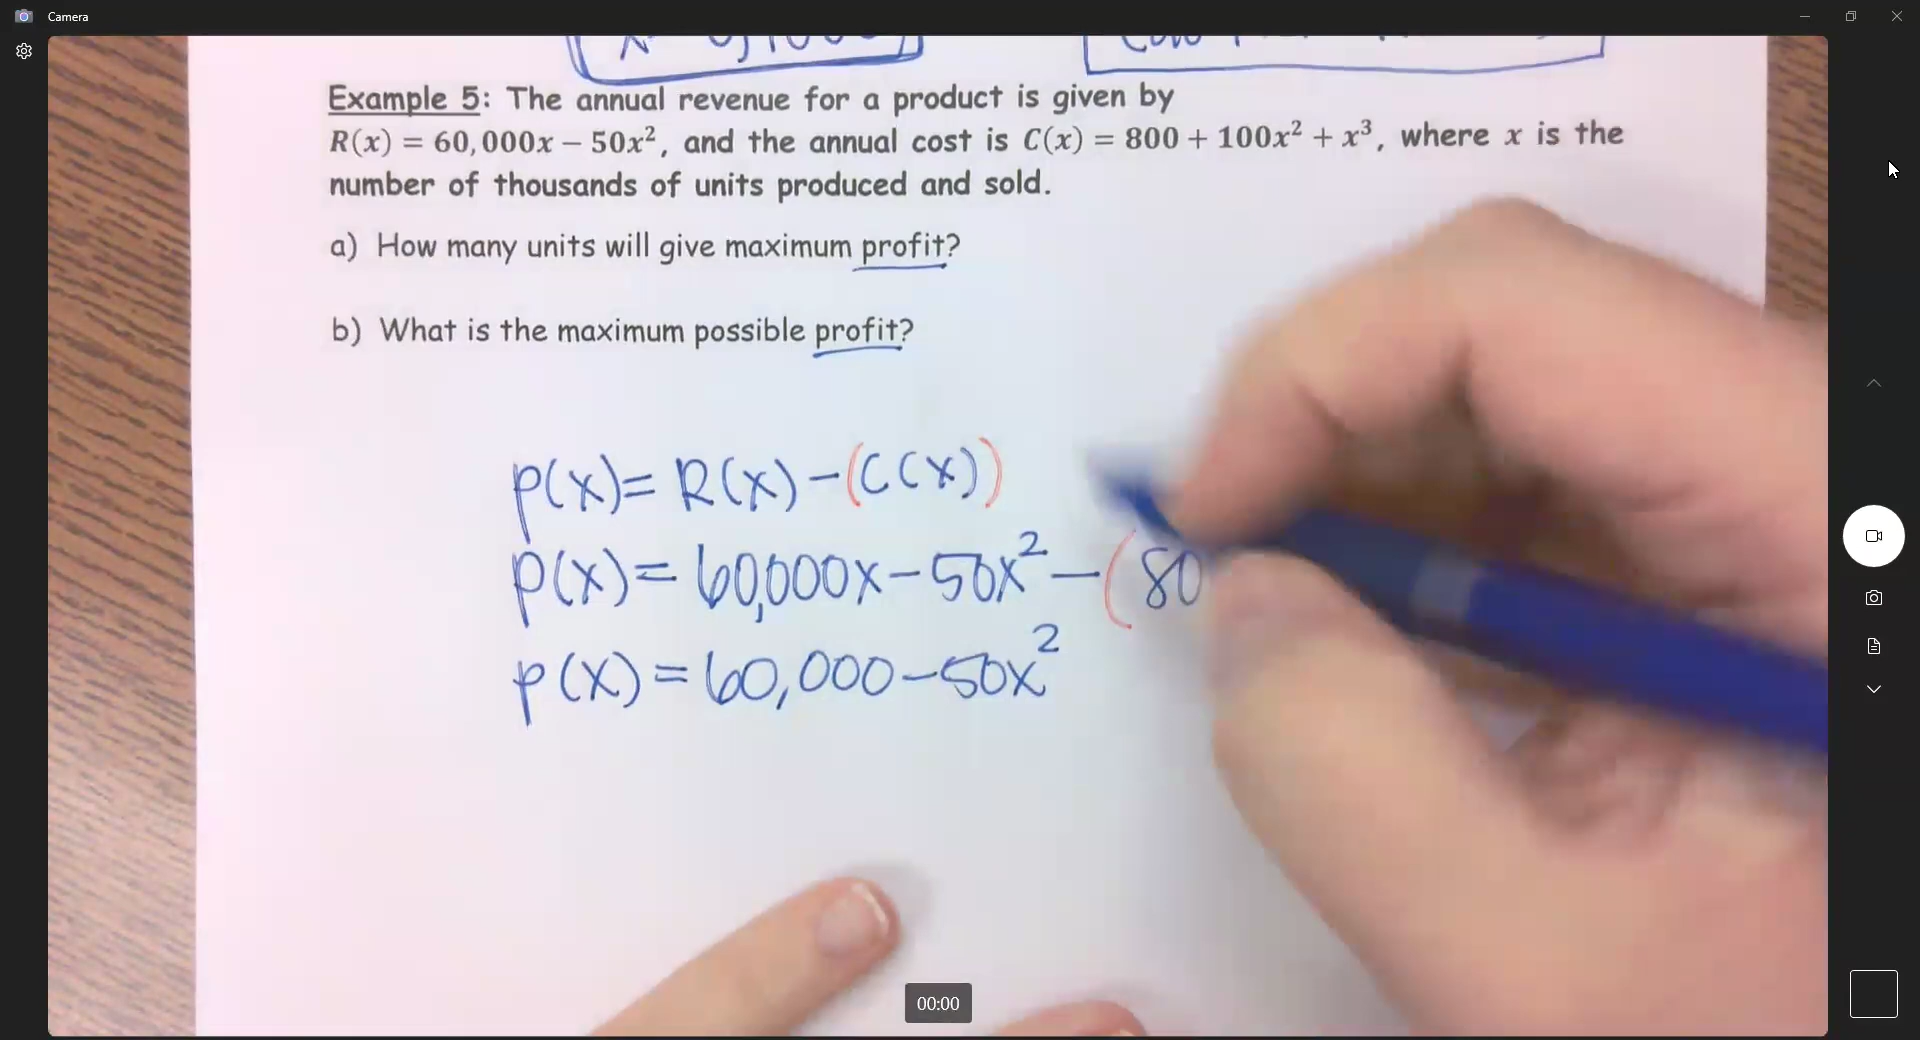 Camera
Example 5: The annual revenue for a product is given by
R(x) = 60,000x − 50x², and the annual cost is C(x) = 800 + 100x² + x³, where x is the
number of thousands of units produced and sold.
a) How many units will give maximum profit?
b) What is the maximum possible profit?
p(x) = R(x) − (C(x))
p(x) = 60,000x − 50x² − (80
p(x) = 60,000 − 50x²
00:00